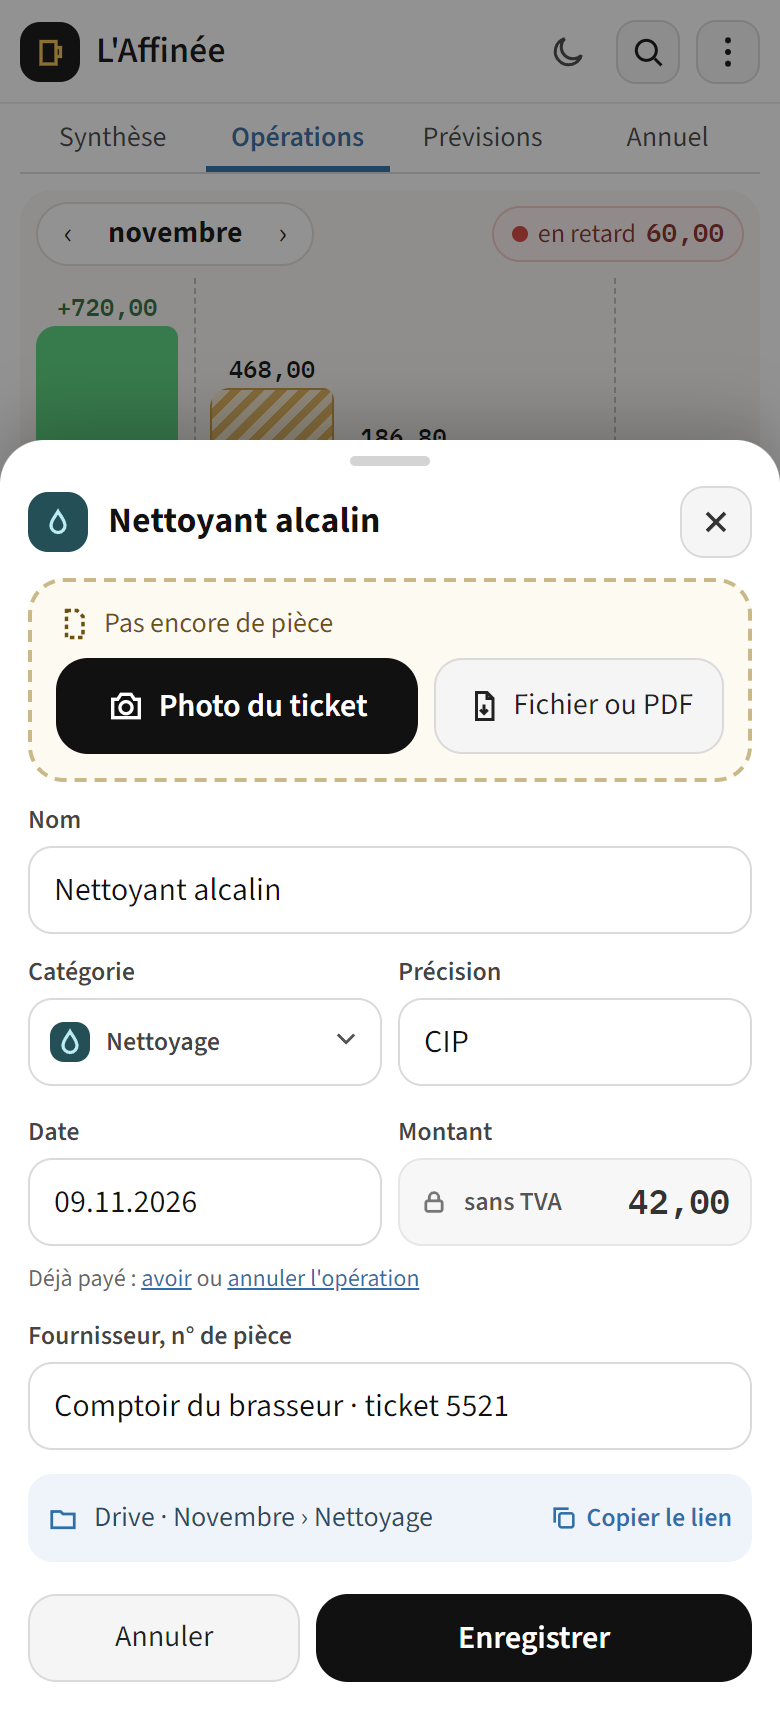 L'Affinée
Synthèse Opérations Prévisions Annuel
‹ novembre › en retard 60,00
+720,00
468,00
186,80
Nettoyant alcalin
Pas encore de pièce
Photo du ticket Fichier ou PDF
Nom
Nettoyant alcalin
Catégorie Précision
Nettoyage CIP
Date Montant
09.11.2026 sans TVA 42,00
Déjà payé : avoir ou annuler l'opération
Fournisseur, n° de pièce
Comptoir du brasseur · ticket 5521
Drive · Novembre › Nettoyage Copier le lien
Annuler Enregistrer